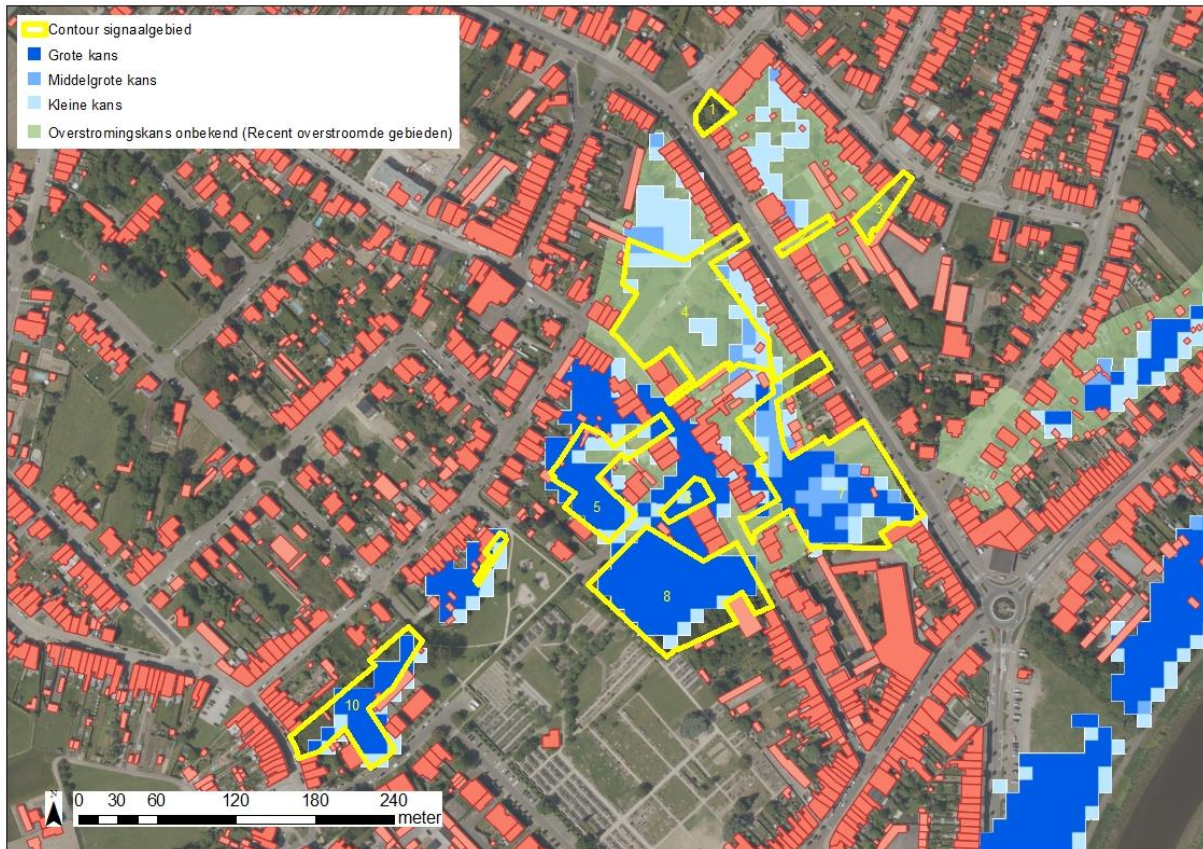 Contour signaalgebied
Grote kans
Middelgrote kans
Kleine kans
Overstromingskans onbekend (Recent overstroomde gebieden)
1
3
4
7
5
8
10
N
0 30 60 120 180 240
meter